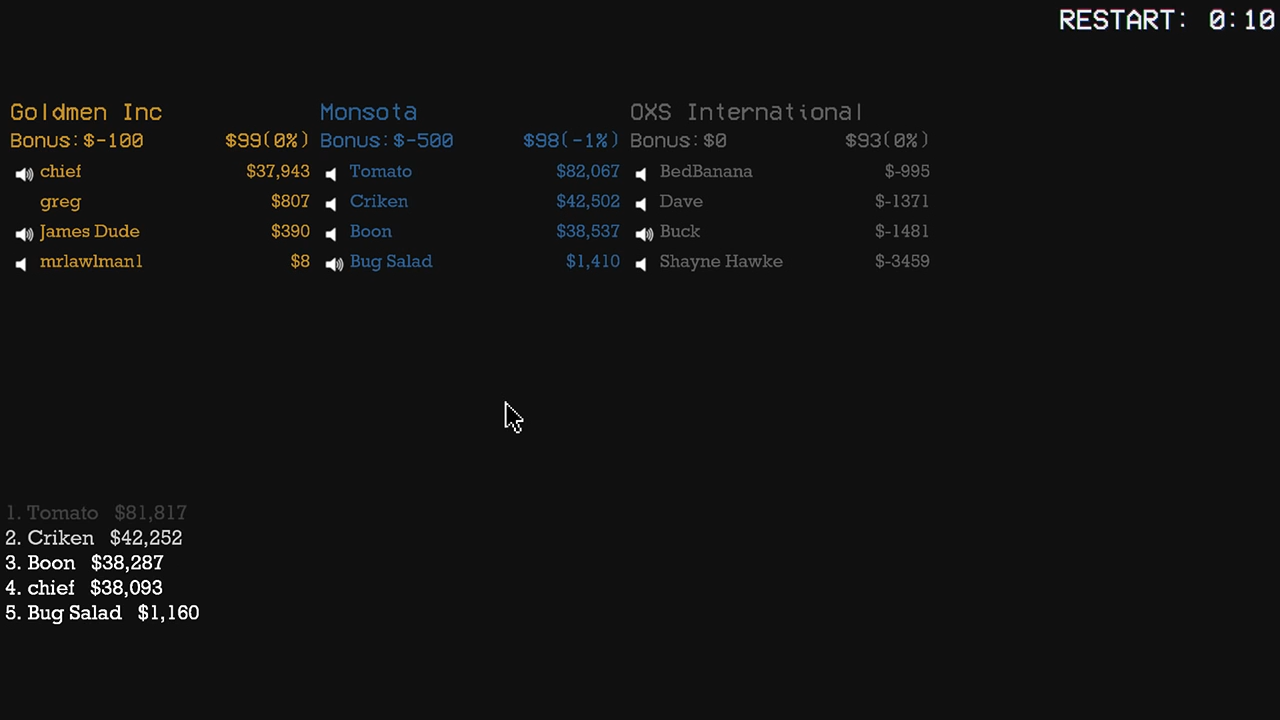 RESTART: 0:10
Goldmen Inc
Bonus:$-100 $99(0%)
chief $37,943
greg $807
James Dude $390
mrlawlman1 $8
Monsota
Bonus:$-500 $98(-1%)
Tomato $82,067
Criken $42,502
Boon $38,537
Bug Salad $1,410
OXS International
Bonus:$0 $93(0%)
BedBanana $-995
Dave $-1371
Buck $-1481
Shayne Hawke $-3459
1. Tomato $81,817
2. Criken $42,252
3. Boon $38,287
4. chief $38,093
5. Bug Salad $1,160